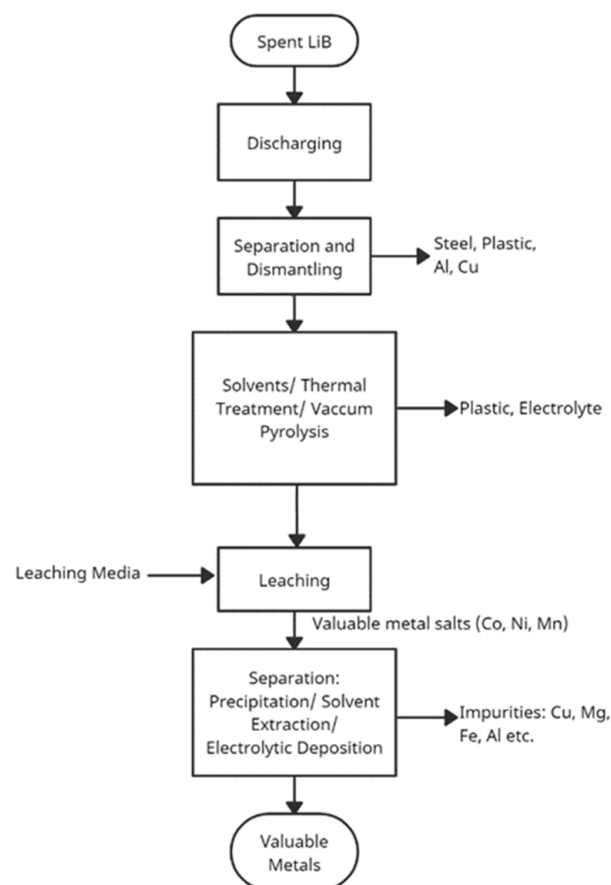 Spent LiB
Discharging
Separation and
Dismantling
Steel, Plastic,
Al, Cu
Solvents/ Thermal
Treatment/ Vaccum
Pyrolysis
Plastic, Electrolyte
Leaching Media
Leaching
Valuable metal salts (Co, Ni, Mn)
Separation:
Precipitation/ Solvent
Extraction/
Electrolytic Deposition
Impurities: Cu, Mg,
Fe, Al etc.
Valuable
Metals